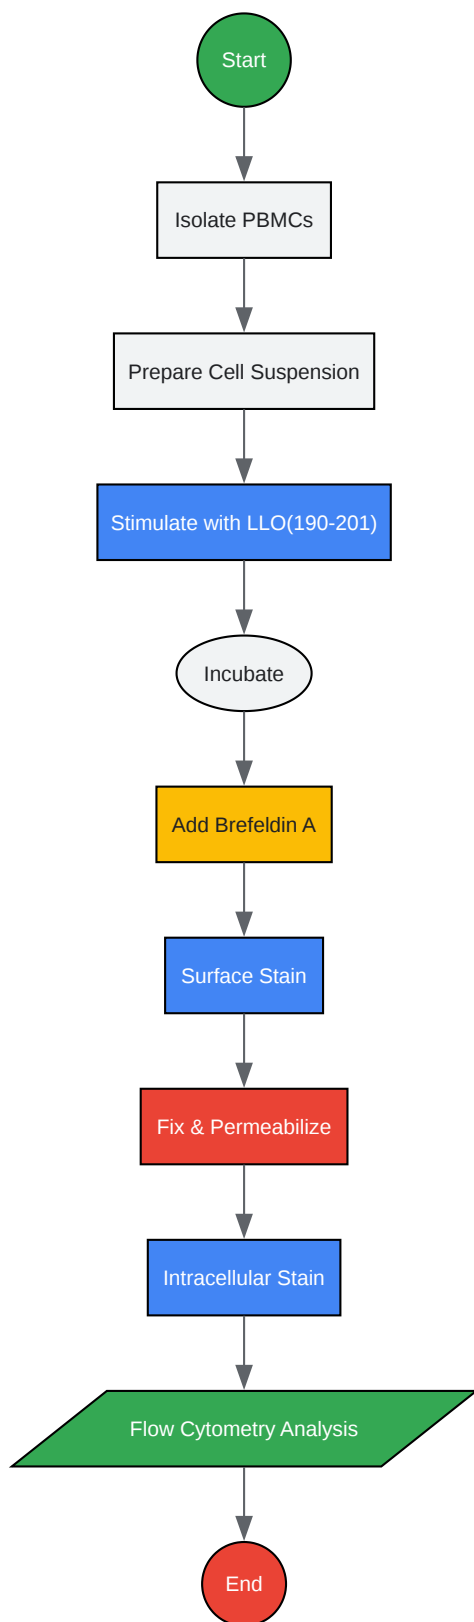 Start
Isolate PBMCs
Prepare Cell Suspension
Stimulate with LLO(190-201)
Incubate
Add Brefeldin A
Surface Stain
Fix & Permeabilize
Intracellular Stain
Flow Cytometry Analysis
End